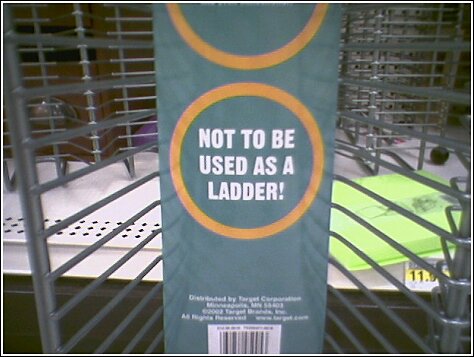 NOT TO BE
USED AS A
LADDER!
Distributed by Target Corporation
Minneapolis, MN 55403
©2002 Target Brands, Inc.
All Rights Reserved www.target.com
11.